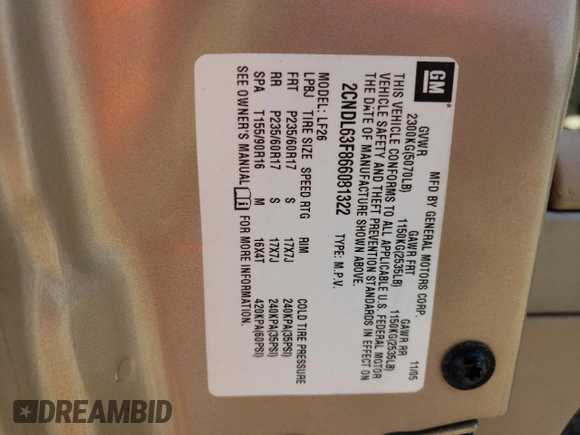 GM
MFD BY GENERAL MOTORS CORP. 11/05
GVWR GAWR FRT GAWR RR
2300KG(5070LB) 1150KG(2535LB) 1150KG(2535LB)
THIS VEHICLE CONFORMS TO ALL APPLICABLE U.S. FEDERAL MOTOR
VEHICLE SAFETY AND THEFT PREVENTION STANDARDS IN EFFECT ON
THE DATE OF MANUFACTURE SHOWN ABOVE.
2CNDL63F866081322 TYPE: M.P.V.
MODEL: LF26
LPBJ TIRE SIZE SPEED RTG RIM COLD TIRE PRESSURE
FRT P235/60R17 S 17X7J 240KPA(35PSI)
RR P235/60R17 S 17X7J 240KPA(35PSI)
SPA T155/90R16 M 16X4T 420KPA(60PSI)
SEE OWNER'S MANUAL FOR MORE INFORMATION.
DREAMBID